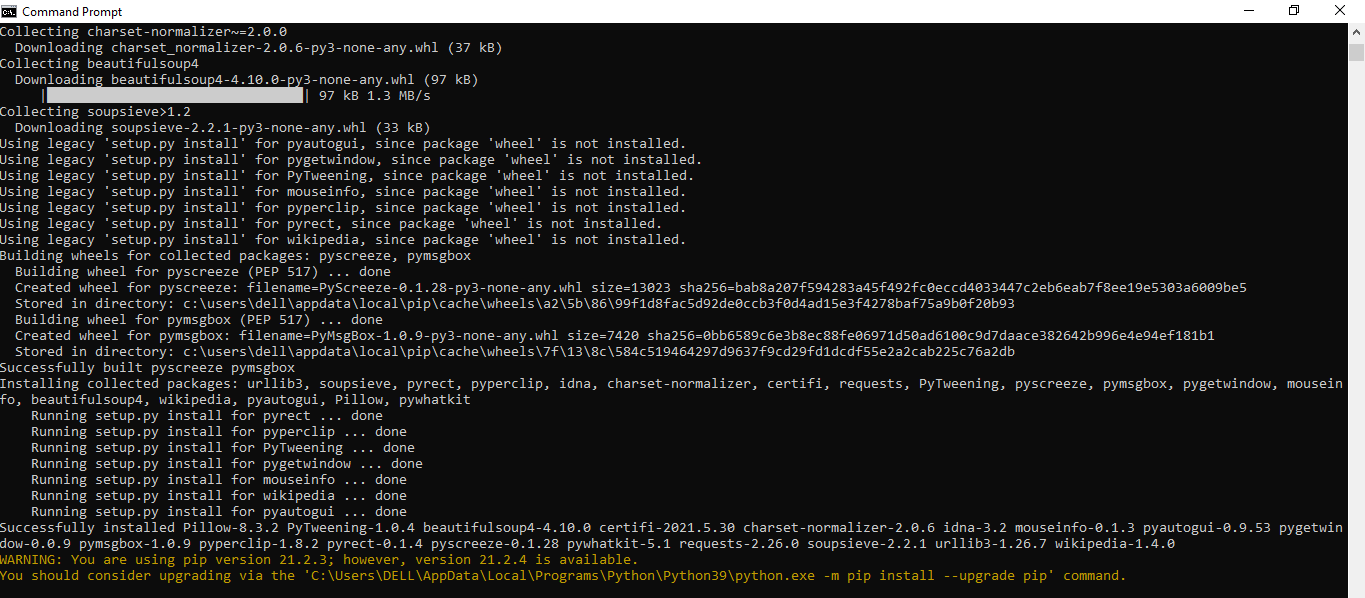 Command Prompt
Collecting charset-normalizer~=2.0.0
  Downloading charset_normalizer-2.0.6-py3-none-any.whl (37 kB)
Collecting beautifulsoup4
  Downloading beautifulsoup4-4.10.0-py3-none-any.whl (97 kB)
     |                                | 97 kB 1.3 MB/s
Collecting soupsieve>1.2
  Downloading soupsieve-2.2.1-py3-none-any.whl (33 kB)
Using legacy 'setup.py install' for pyautogui, since package 'wheel' is not installed.
Using legacy 'setup.py install' for pygetwindow, since package 'wheel' is not installed.
Using legacy 'setup.py install' for PyTweening, since package 'wheel' is not installed.
Using legacy 'setup.py install' for mouseinfo, since package 'wheel' is not installed.
Using legacy 'setup.py install' for pyperclip, since package 'wheel' is not installed.
Using legacy 'setup.py install' for pyrect, since package 'wheel' is not installed.
Using legacy 'setup.py install' for wikipedia, since package 'wheel' is not installed.
Building wheels for collected packages: pyscreeze, pymsgbox
  Building wheel for pyscreeze (PEP 517) ... done
  Created wheel for pyscreeze: filename=PyScreeze-0.1.28-py3-none-any.whl size=13023 sha256=bab8a207f594283a45f492fc0eccd4033447c2eb6eab7f8ee19e5303a6009be5
  Stored in directory: c:\users\dell\appdata\local\pip\cache\wheels\a2\5b\86\99f1d8fac5d92de0ccb3f0d4ad15e3f4278baf75a9b0f20b93
  Building wheel for pymsgbox (PEP 517) ... done
  Created wheel for pymsgbox: filename=PyMsgBox-1.0.9-py3-none-any.whl size=7420 sha256=0bb6589c6e3b8ec88fe06971d50ad6100c9d7daace382642b996e4e94ef181b1
  Stored in directory: c:\users\dell\appdata\local\pip\cache\wheels\7f\13\8c\584c519464297d9637f9cd29fd1dcdf55e2a2cab225c76a2db
Successfully built pyscreeze pymsgbox
Installing collected packages: urllib3, soupsieve, pyrect, pyperclip, idna, charset-normalizer, certifi, requests, PyTweening, pyscreeze, pymsgbox, pygetwindow, mousein
fo, beautifulsoup4, wikipedia, pyautogui, Pillow, pywhatkit
    Running setup.py install for pyrect ... done
    Running setup.py install for pyperclip ... done
    Running setup.py install for PyTweening ... done
    Running setup.py install for pygetwindow ... done
    Running setup.py install for mouseinfo ... done
    Running setup.py install for wikipedia ... done
    Running setup.py install for pyautogui ... done
Successfully installed Pillow-8.3.2 PyTweening-1.0.4 beautifulsoup4-4.10.0 certifi-2021.5.30 charset-normalizer-2.0.6 idna-3.2 mouseinfo-0.1.3 pyautogui-0.9.53 pygetwin
dow-0.0.9 pymsgbox-1.0.9 pyperclip-1.8.2 pyrect-0.1.4 pyscreeze-0.1.28 pywhatkit-5.1 requests-2.26.0 soupsieve-2.2.1 urllib3-1.26.7 wikipedia-1.4.0
WARNING: You are using pip version 21.2.3; however, version 21.2.4 is available.
You should consider upgrading via the 'C:\Users\DELL\AppData\Local\Programs\Python\Python39\python.exe -m pip install --upgrade pip' command.